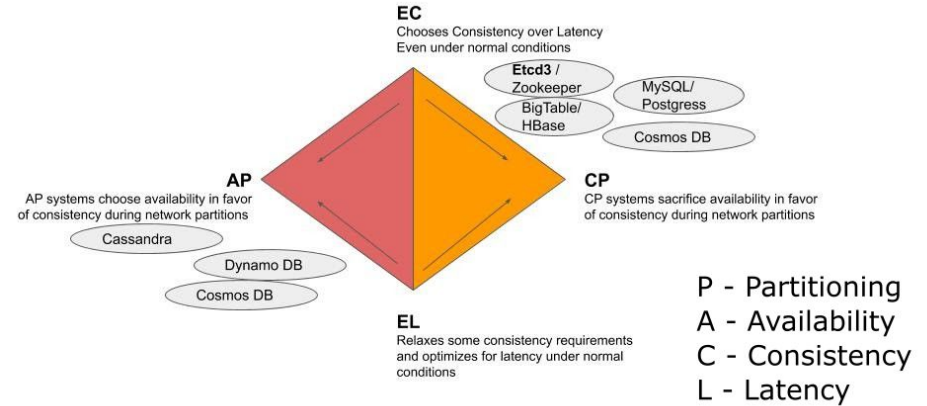 EC
Chooses Consistency over Latency
Even under normal conditions
Etcd3 /
Zookeeper
BigTable/
HBase
MySQL/
Postgress
Cosmos DB
AP
AP systems choose availability in favor
of consistency during network partitions
Cassandra
Dynamo DB
Cosmos DB
CP
CP systems sacrifice availability in favor
of consistency during network partitions
EL
Relaxes some consistency requirements
and optimizes for latency under normal
conditions
P - Partitioning
A - Availability
C - Consistency
L - Latency